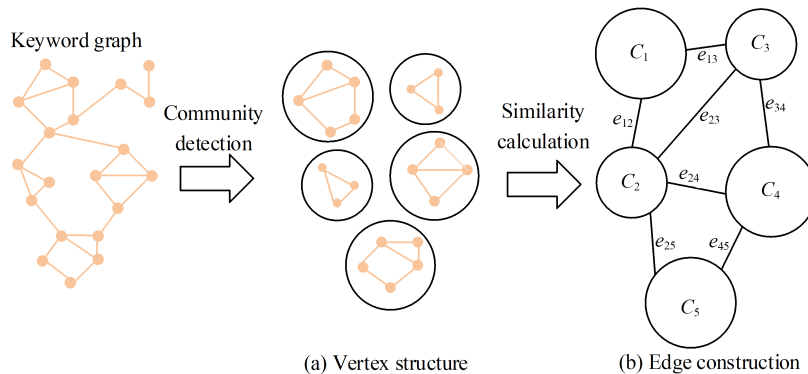 Keyword graph
Community
detection
Similarity
calculation
C1
C3
e13
e12
e23
e34
C2
e24
C4
e25
e45
C5
(a) Vertex structure
(b) Edge construction